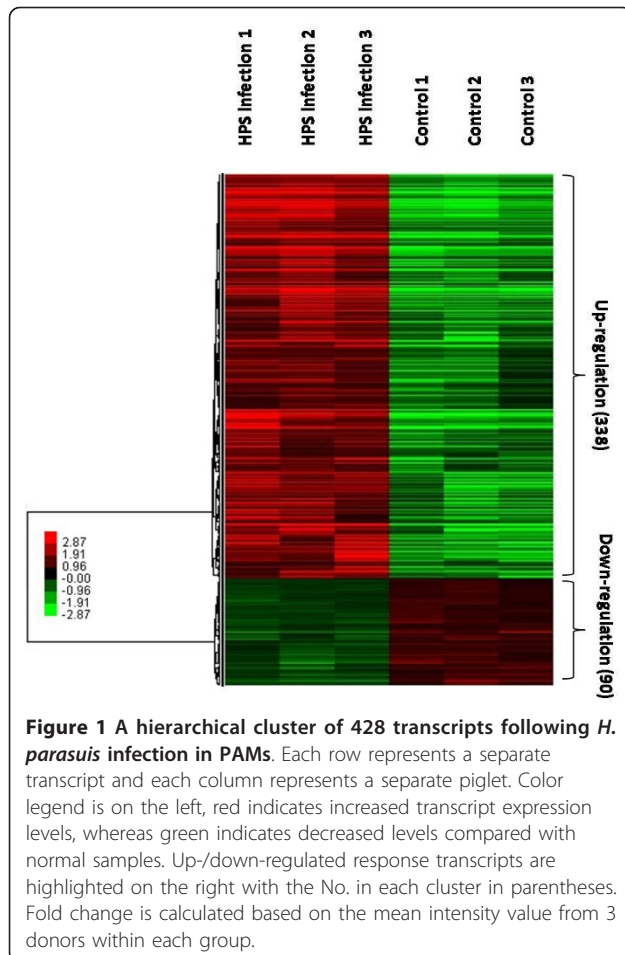 HPS Infection 1
HPS Infection 2
HPS Infection 3
Control 1
Control 2
Control 3
Up-regulation (338)
Down-regulation (90)
2.87
1.91
0.96
-0.00
-0.96
-1.91
-2.87
Figure 1 A hierarchical cluster of 428 transcripts following H.
parasuis infection in PAMs. Each row represents a separate
transcript and each column represents a separate piglet. Color
legend is on the left, red indicates increased transcript expression
levels, whereas green indicates decreased levels compared with
normal samples. Up-/down-regulated response transcripts are
highlighted on the right with the No. in each cluster in parentheses.
Fold change is calculated based on the mean intensity value from 3
donors within each group.